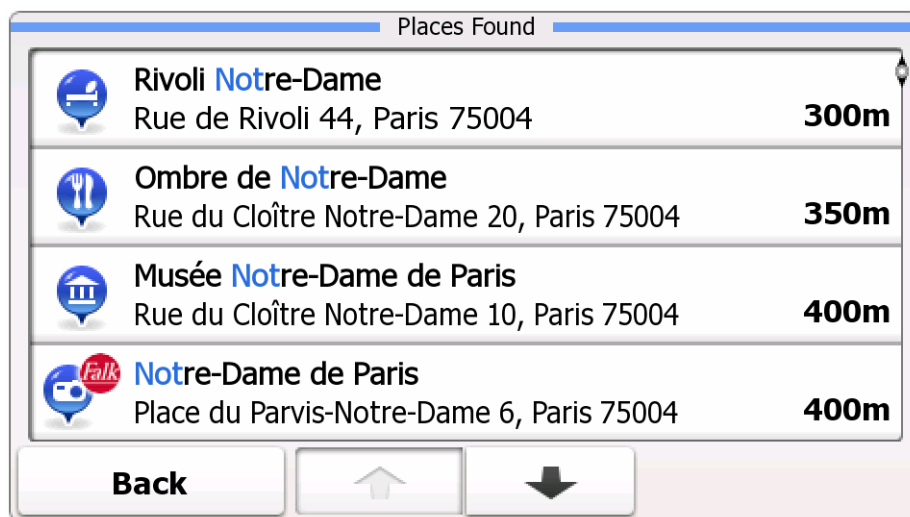 Places Found
Rivoli Notre-Dame
Rue de Rivoli 44, Paris 75004
300m
Ombre de Notre-Dame
Rue du Cloître Notre-Dame 20, Paris 75004
350m
Musée Notre-Dame de Paris
Rue du Cloître Notre-Dame 10, Paris 75004
400m
Falk
Notre-Dame de Paris
Place du Parvis-Notre-Dame 6, Paris 75004
400m
Back